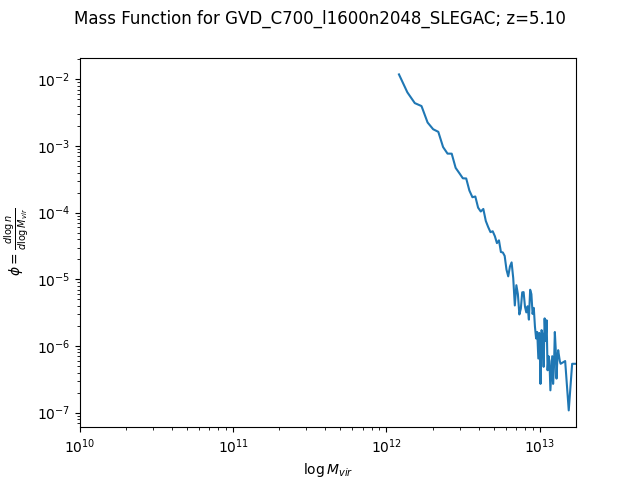 Mass Function for GVD_C700_l1600n2048_SLEGAC; z=5.10
10⁻²
10⁻³
10⁻⁴
10⁻⁵
10⁻⁶
10⁻⁷
ϕ = d log n / d log M_vir
10¹⁰ 10¹¹ 10¹² 10¹³
log M_vir